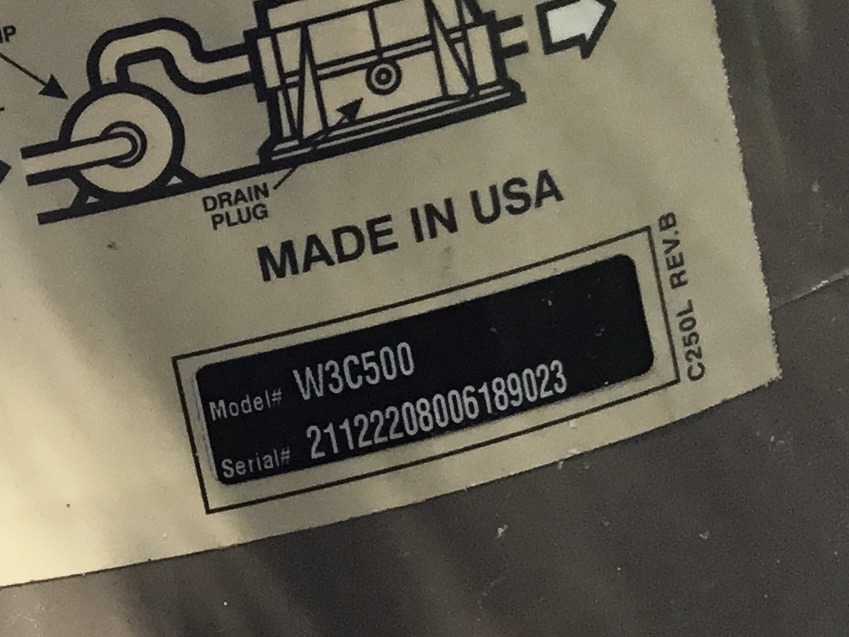 DRAIN
PLUG
MADE IN USA
Model# W3C500
Serial# 21122208006189023
C250L REV.B